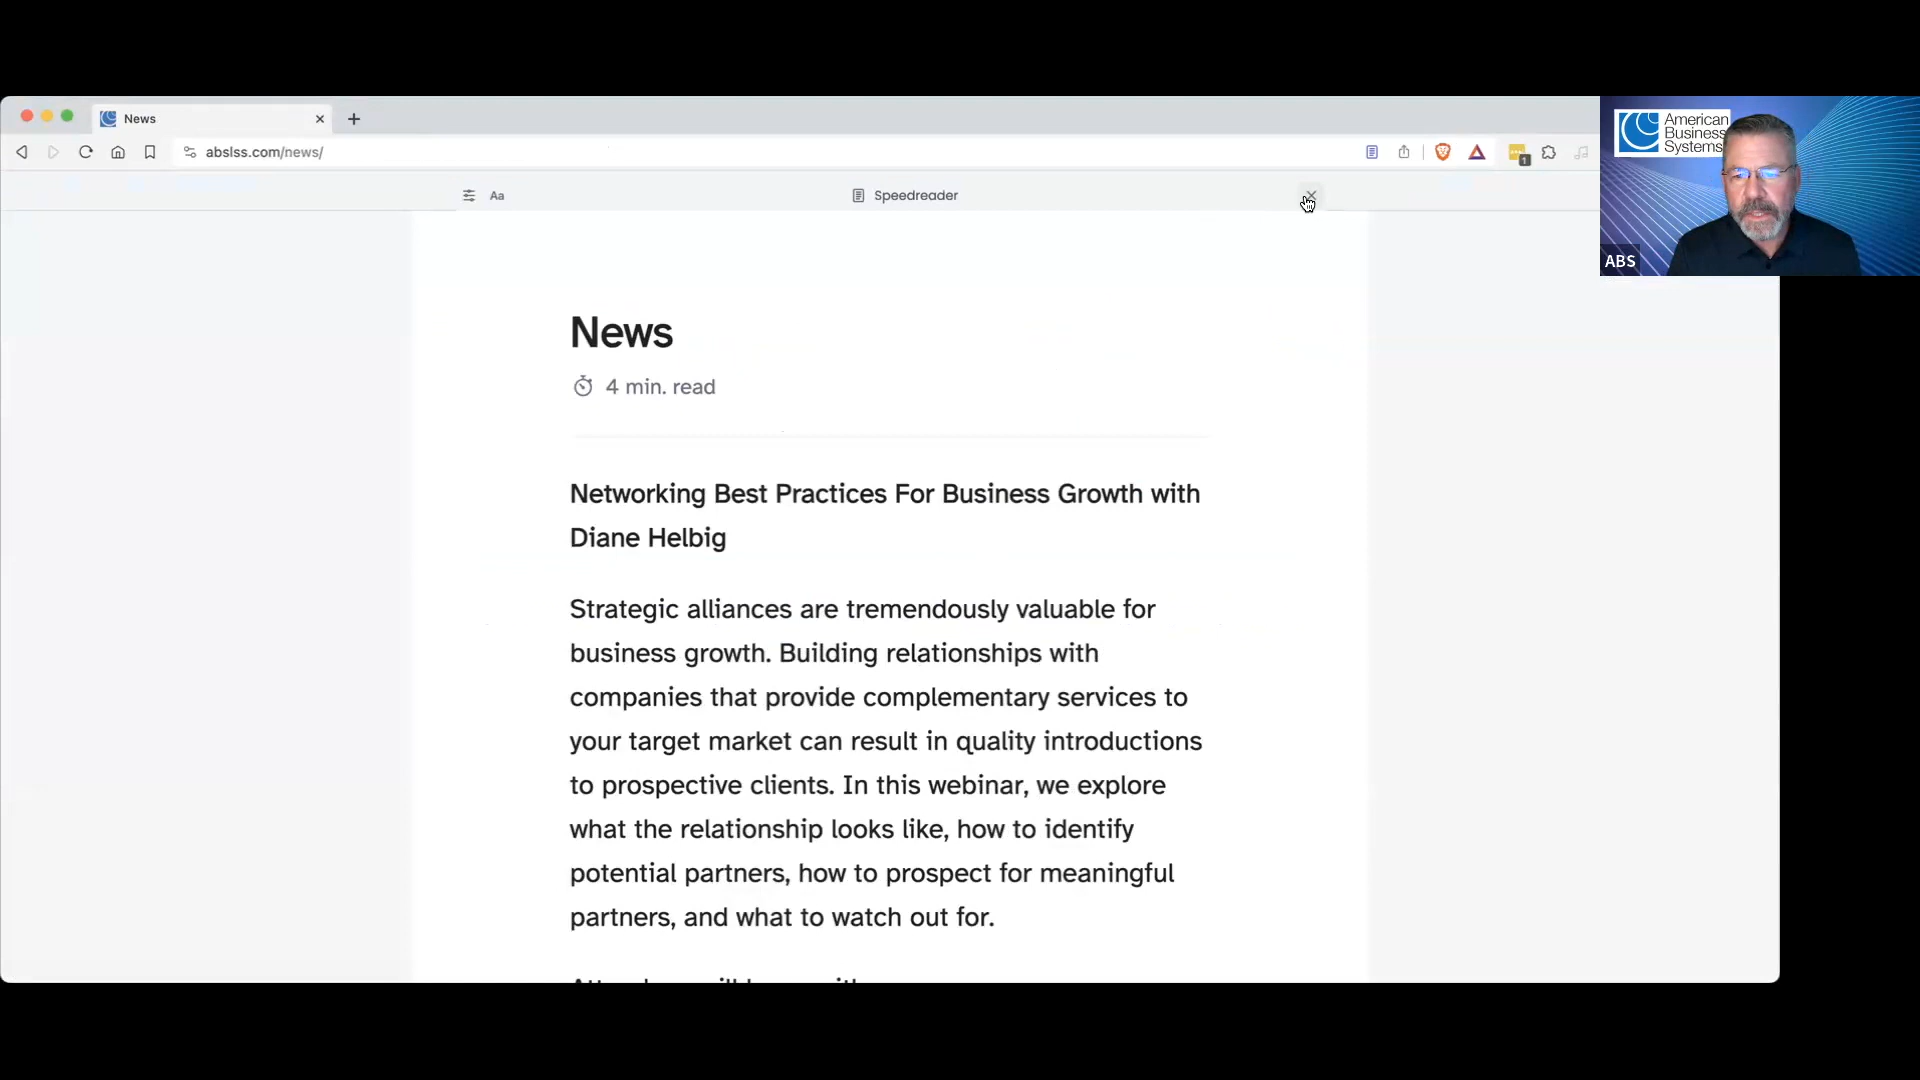 News
abslss.com/news/
1
Aa
Speedreader
American
Business
Systems
ABS
News
4 min. read
Networking Best Practices For Business Growth with
Diane Helbig
Strategic alliances are tremendously valuable for
business growth. Building relationships with
companies that provide complementary services to
your target market can result in quality introductions
to prospective clients. In this webinar, we explore
what the relationship looks like, how to identify
potential partners, how to prospect for meaningful
partners, and what to watch out for.